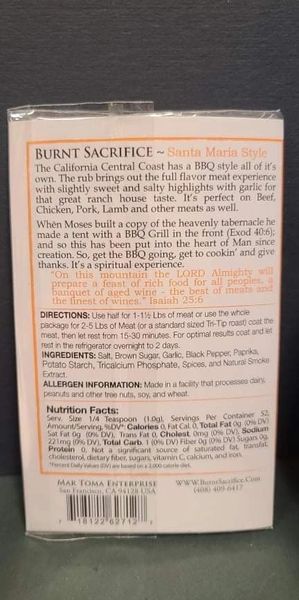 BURNT SACRIFICE ~ Santa Maria Style
The California Central Coast has a BBQ style all of it's
own. The rub brings out the full flavor meat experience
with slightly sweet and salty highlights with garlic for
that great ranch house taste. It's perfect on Beef,
Chicken, Pork, Lamb and other meats as well.
When Moses built a copy of the heavenly tabernacle he
made a tent with a BBQ Grill in the front (Exod 40:6);
and so this has been put into the heart of Man since
creation. So, get the BBQ going, get to cookin' and give
thanks. It's a spiritual experience.
"On this mountain the LORD Almighty will
prepare a feast of rich food for all peoples, a
banquet of aged wine - the best of meats and
the finest of wines." Isaiah 25:6
DIRECTIONS: Use half for 1-1½ Lbs of meat or use the whole
package for 2-5 Lbs of Meat (or a standard sized Tri-Tip roast) coat the
meat, then let rest from 15-30 minutes. For optimal results coat and let
rest in the refrigerator overnight to 2 days.
INGREDIENTS: Salt, Brown Sugar, Garlic, Black Pepper, Paprika,
Potato Starch, Tricalcium Phosphate, Spices, and Natural Smoke
Extract.
ALLERGEN INFORMATION: Made in a facility that processes dairy,
peanuts and other tree nuts, soy, and wheat.
Nutrition Facts:
Serv. Size 1/4 Teaspoon (1.0g), Servings Per Container 52,
Amount/Serving, %DV*: Calories 0, Fat Cal. 0, Total Fat 0g (0% DV)
Sat Fat 0g (0% DV), Trans Fat 0, Cholest. 0mg (0% DV), Sodium
221mg (0% DV), Total Carb. 1 (0% DV) Fiber 0g (0% DV) Sugars 0g,
Protein 0. Not a significant source of saturated fat, transfat,
cholesterol, dietary fiber, sugars, vitamin C, calcium, and iron.
*Percent Daily Values (DV) are based on a 2,000 calorie diet.
MAR TOMA ENTERPRISE
San Francisco, CA 94128 USA
WWW.BURNTSACRIFICE.COM
(408) 409-6417
7 18122 62712 7